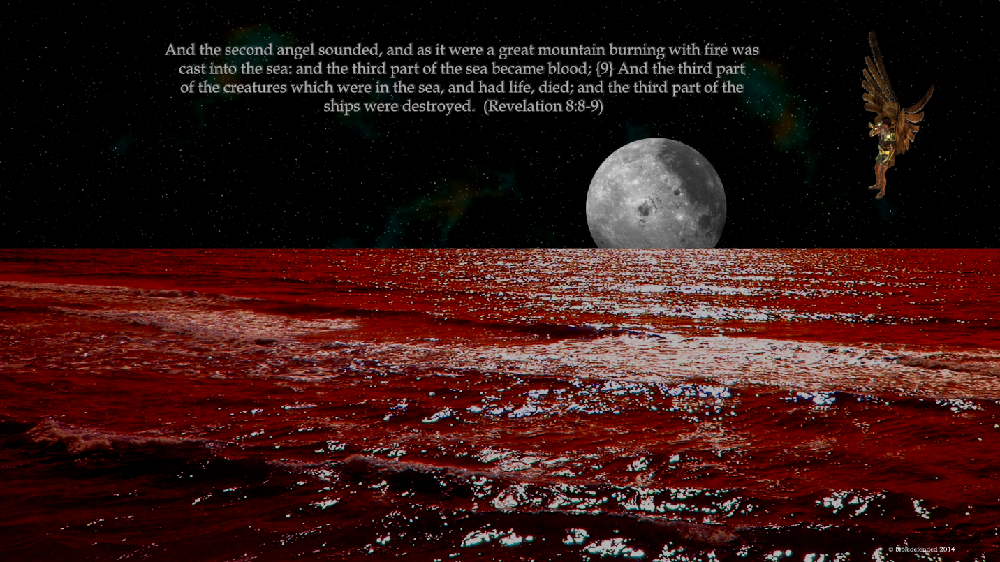 And the second angel sounded, and as it were a great mountain burning with fire was
cast into the sea: and the third part of the sea became blood; {9} And the third part
of the creatures which were in the sea, and had life, died; and the third part of the
ships were destroyed.  (Revelation 8:8-9)
© bibledefended 2014